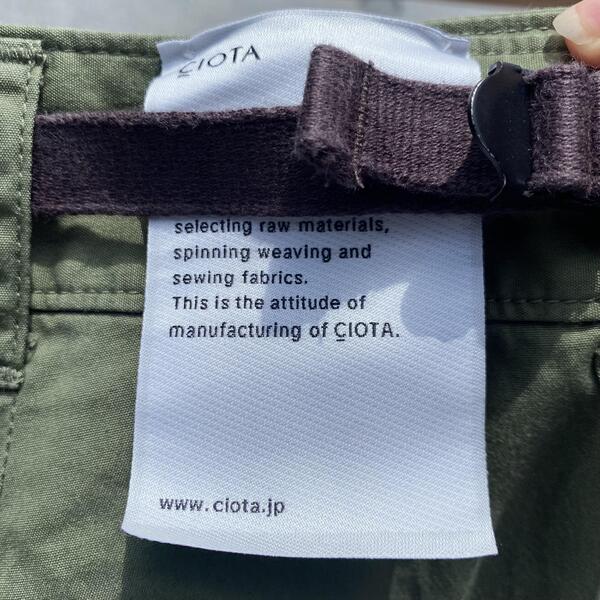 ÇIOTA
selecting raw materials,
spinning weaving and
sewing fabrics.
This is the attitude of
manufacturing of ÇIOTA.
www.ciota.jp